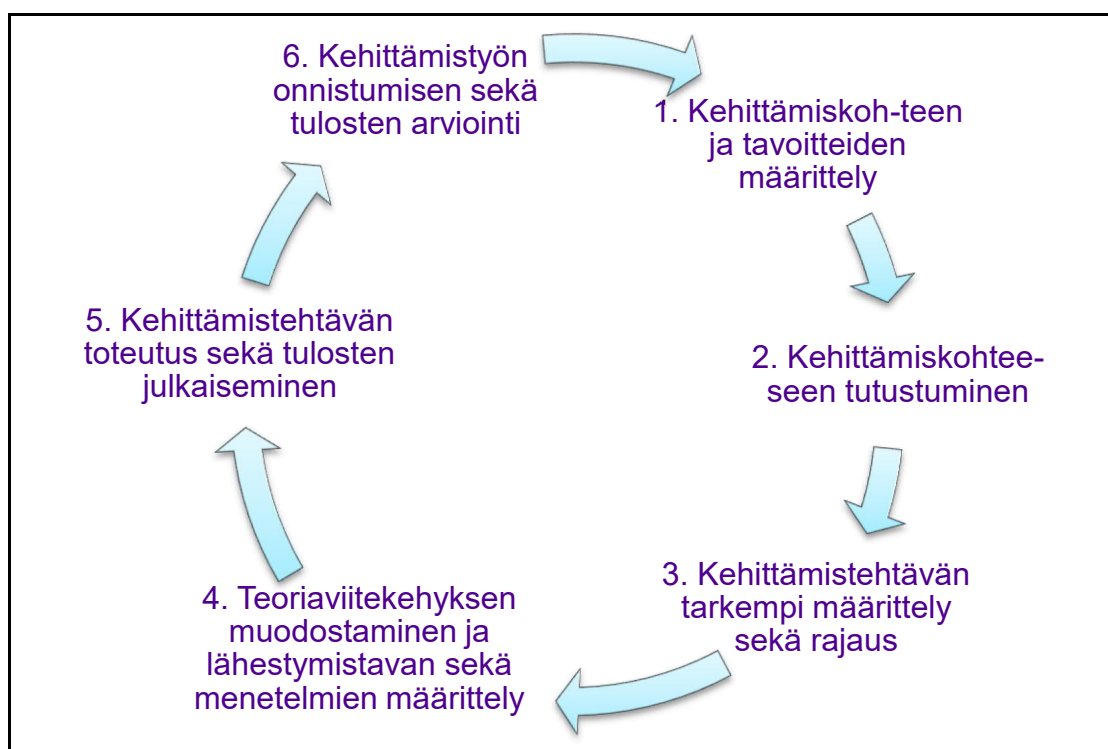 6. Kehittämistyön
onnistumisen sekä
tulosten arviointi
1. Kehittämiskoh-teen
ja tavoitteiden
määrittely
2. Kehittämiskohtee-
seen tutustuminen
3. Kehittämistehtävän
tarkempi määrittely
sekä rajaus
4. Teoriaviitekehyksen
muodostaminen ja
lähestymistavan sekä
menetelmien määrittely
5. Kehittämistehtävän
toteutus sekä tulosten
julkaiseminen